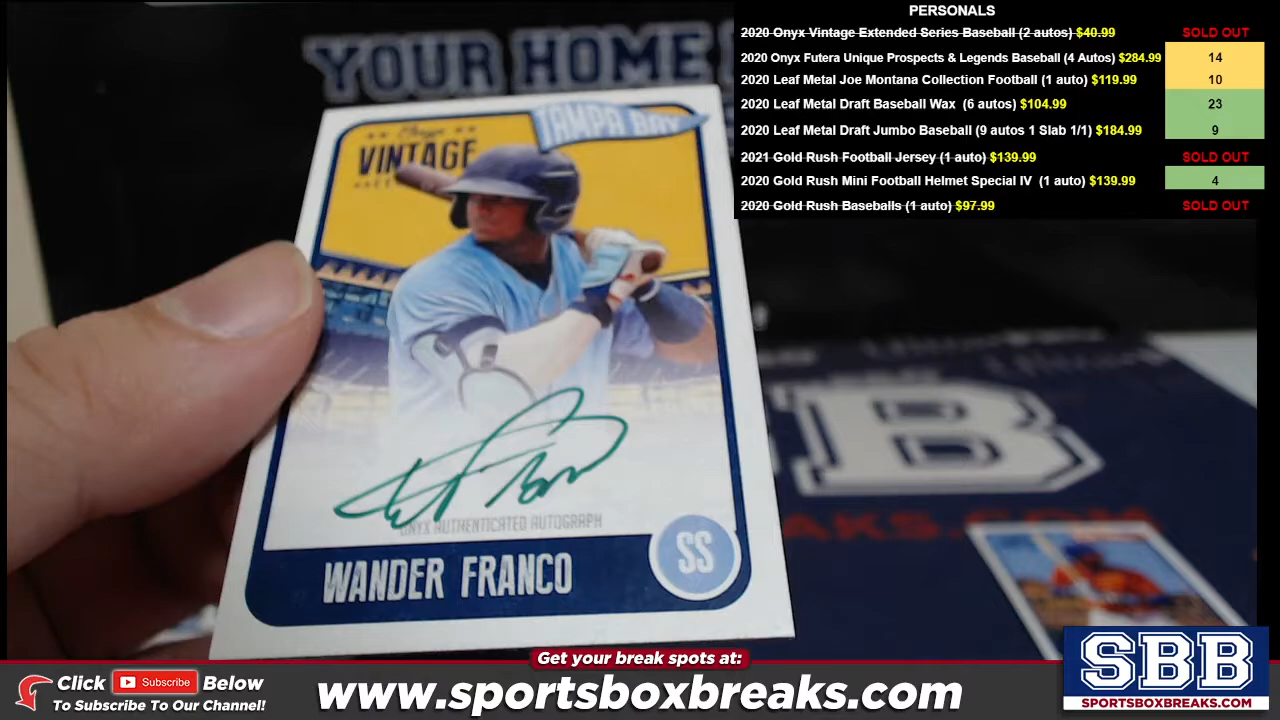 PERSONALS
2020 Onyx Vintage Extended Series Baseball (2 autos) $40.99 SOLD OUT
2020 Onyx Futera Unique Prospects & Legends Baseball (4 Autos) $284.99 14
2020 Leaf Metal Joe Montana Collection Football (1 auto) $119.99 10
2020 Leaf Metal Draft Baseball Wax (6 autos) $104.99 23
2020 Leaf Metal Draft Jumbo Baseball (9 autos 1 Slab 1/1) $184.99 9
2021 Gold Rush Football Jersey (1 auto) $139.99 SOLD OUT
2020 Gold Rush Mini Football Helmet Special IV (1 auto) $139.99 4
2020 Gold Rush Baseballs (1 auto) $97.99 SOLD OUT
YOUR HOME
TAMPA BAY
Onyx
VINTAGE
B
ONYX AUTHENTICATED AUTOGRAPH
WANDER FRANCO
SS
Get your break spots at:
Click Subscribe Below
To Subscribe To Our Channel!
www.sportsboxbreaks.com
SBB
SPORTSBOXBREAKS.COM